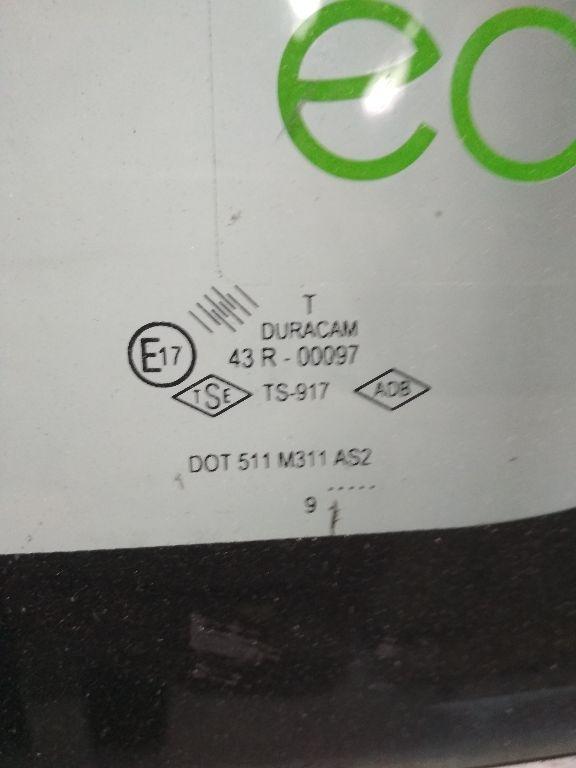 eo
T
DURACAM
E17 43 R - 00097
TSE TS-917 ADB
DOT 511 M311 AS2
.....
9